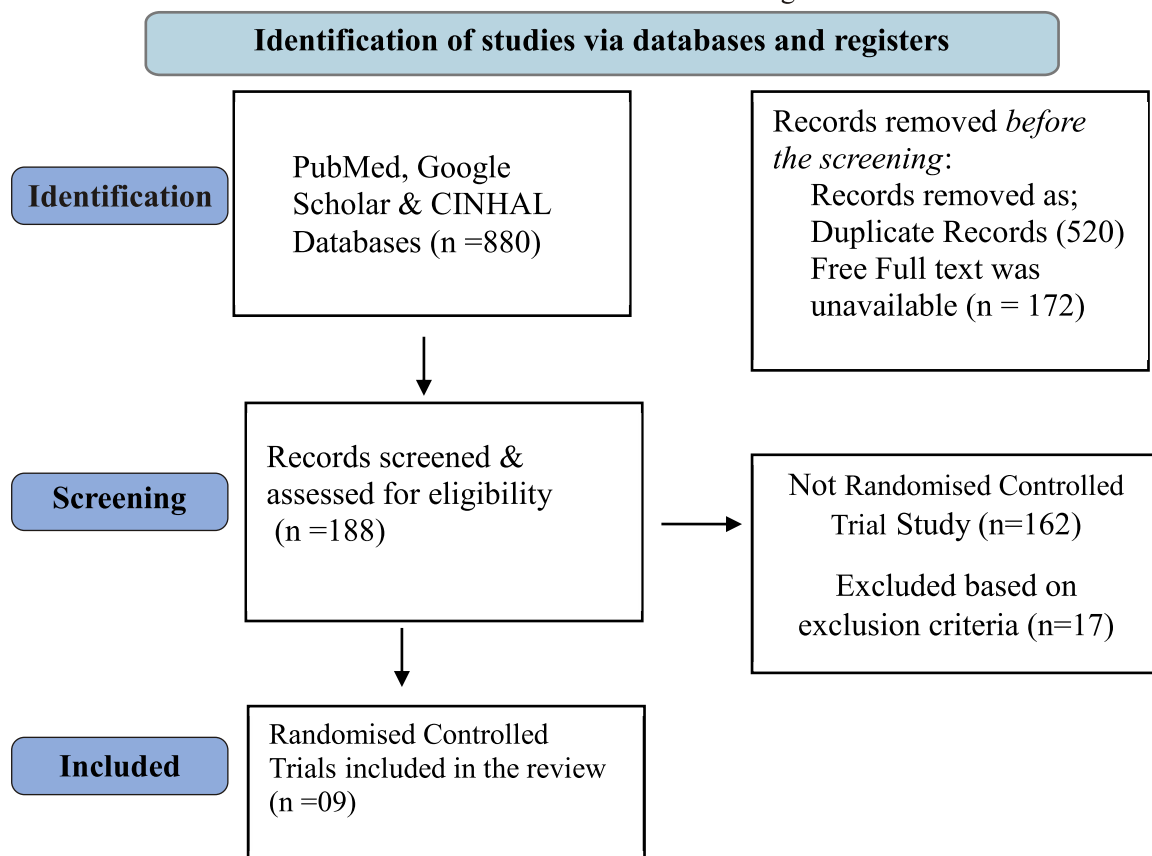 Identification of studies via databases and registers
Identification
PubMed, Google
Scholar & CINHAL
Databases (n =880)
Records removed before
the screening:
Records removed as;
Duplicate Records (520)
Free Full text was
unavailable (n = 172)
Screening
Records screened &
assessed for eligibility
(n =188)
Not Randomised Controlled
Trial Study (n=162)
Excluded based on
exclusion criteria (n=17)
Included
Randomised Controlled
Trials included in the review
(n =09)